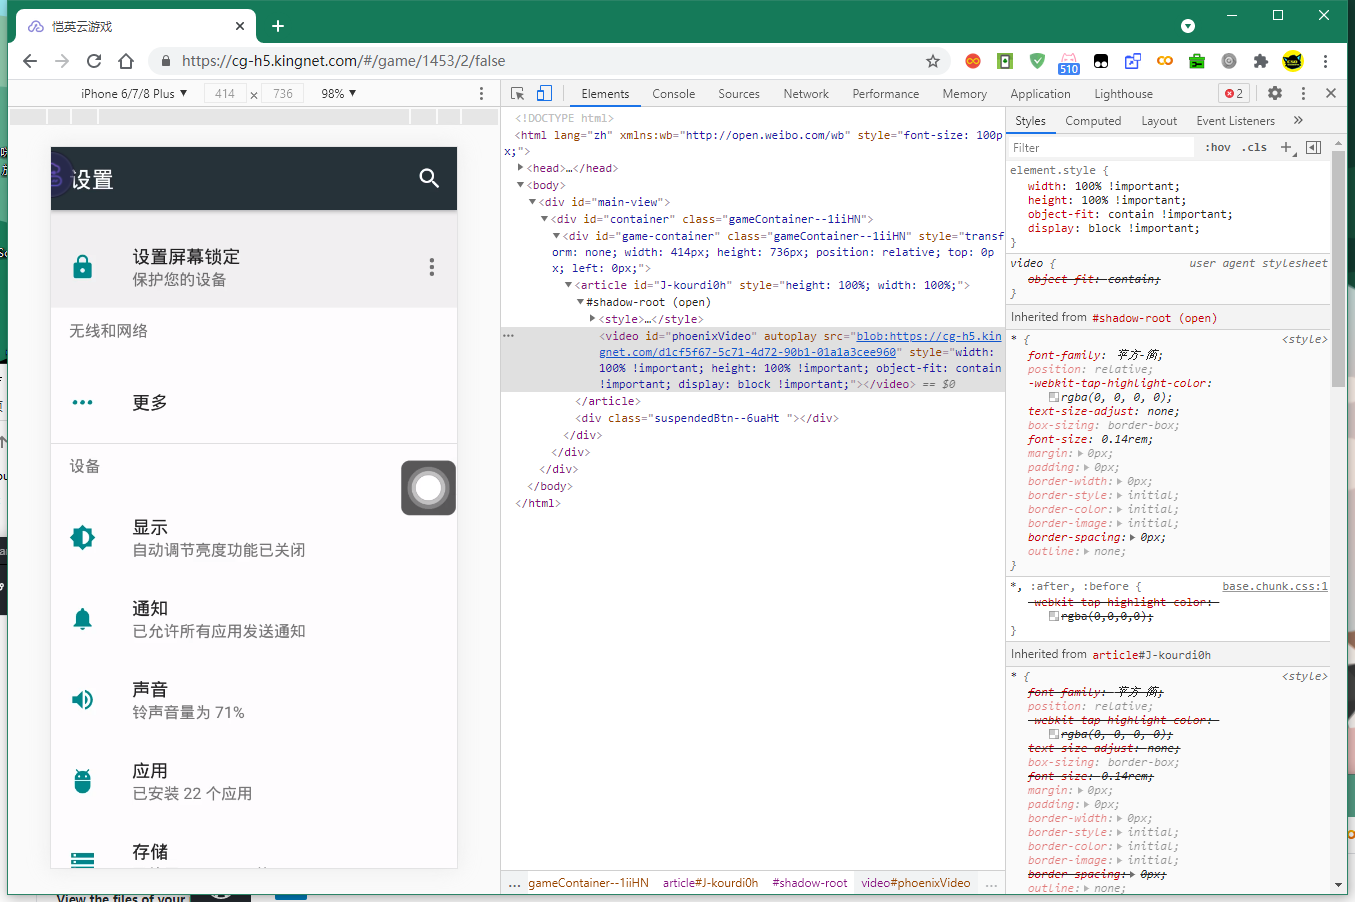 恺英云游戏
https://cg-h5.kingnet.com/#/game/1453/2/false
510
iPhone 6/7/8 Plus ▼ 414 × 736 98% ▼
Elements Console Sources Network Performance Memory Application Lighthouse 2
设置
设置屏幕锁定
保护您的设备
无线和网络
更多
设备
显示
自动调节亮度功能已关闭
通知
已允许所有应用发送通知
声音
铃声音量为 71%
应用
已安装 22 个应用
存储
<!DOCTYPE html>
<html lang="zh" xmlns:wb="http://open.weibo.com/wb" style="font-size: 100p
x;">
<head>…</head>
<body>
<div id="main-view">
<div id="container" class="gameContainer--1iiHN">
<div id="game-container" class="gameContainer--1iiHN" style="transf
orm: none; width: 414px; height: 736px; position: relative; top: 0p
x; left: 0px;">
<article id="J-kourdi0h" style="height: 100%; width: 100%;">
#shadow-root (open)
<style>…</style>
<video id="phoenixVideo" autoplay src="blob:https://cg-h5.kin
gnet.com/d1cf5f67-5c71-4d72-90b1-01a1a3cee960" style="width:
100% !important; height: 100% !important; object-fit: contain
!important; display: block !important;"></video> == $0
</article>
<div class="suspendedBtn--6uaHt "></div>
</div>
</div>
</div>
</body>
</html>
... gameContainer--1iiHN article#J-kourdi0h #shadow-root video#phoenixVideo ...
Styles Computed Layout Event Listeners »
Filter :hov .cls +
element.style {
width: 100% !important;
height: 100% !important;
object-fit: contain !important;
display: block !important;
}
video { user agent stylesheet
object-fit: contain;
}
Inherited from #shadow-root (open)
* { <style>
font-family: 苹方-简;
position: relative;
-webkit-tap-highlight-color:
rgba(0, 0, 0, 0);
text-size-adjust: none;
box-sizing: border-box;
font-size: 0.14rem;
margin: 0px;
padding: 0px;
border-width: 0px;
border-style: initial;
border-color: initial;
border-image: initial;
border-spacing: 0px;
outline: none;
}
*, :after, :before { base.chunk.css:1
-webkit-tap-highlight-color:
rgba(0,0,0,0);
}
Inherited from article#J-kourdi0h
* { <style>
font-family: 苹方-简;
position: relative;
-webkit-tap-highlight-color:
rgba(0, 0, 0, 0);
text-size-adjust: none;
box-sizing: border-box;
font-size: 0.14rem;
margin: 0px;
padding: 0px;
border-width: 0px;
border-style: initial;
border-color: initial;
border-image: initial;
border-spacing: 0px;
outline: none;
View the files of your